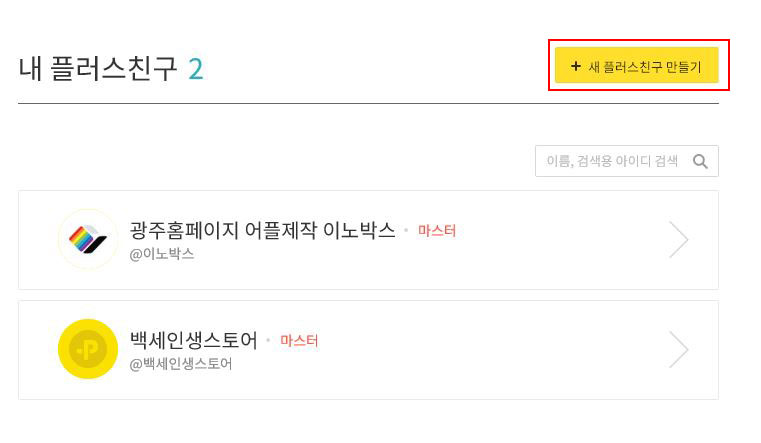 내 플러스친구 2
+ 새 플러스친구 만들기
이름, 검색용 아이디 검색
광주홈페이지 어플제작 이노박스 • 마스터
@이노박스
백세인생스토어 • 마스터
@백세인생스토어